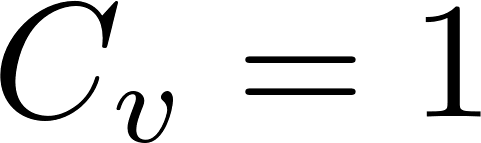 C_v = 1